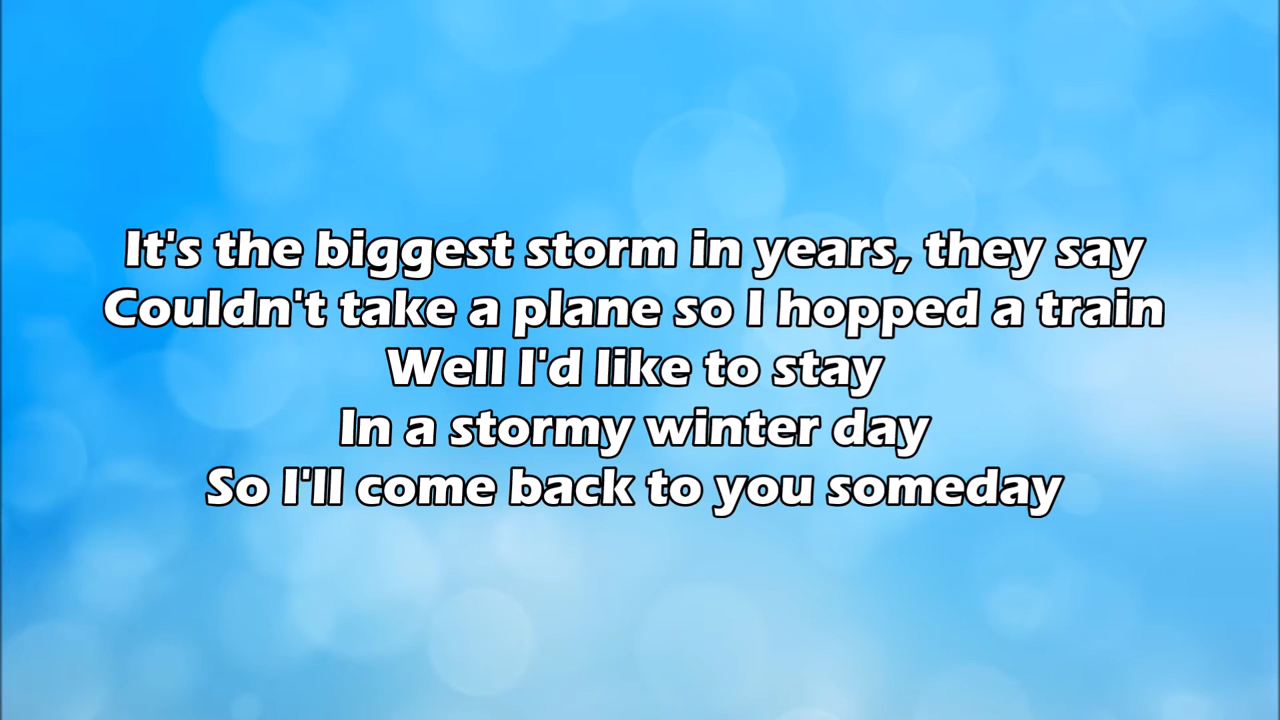 It's the biggest storm in years, they say
Couldn't take a plane so I hopped a train
Well I'd like to stay
In a stormy winter day
So I'll come back to you someday